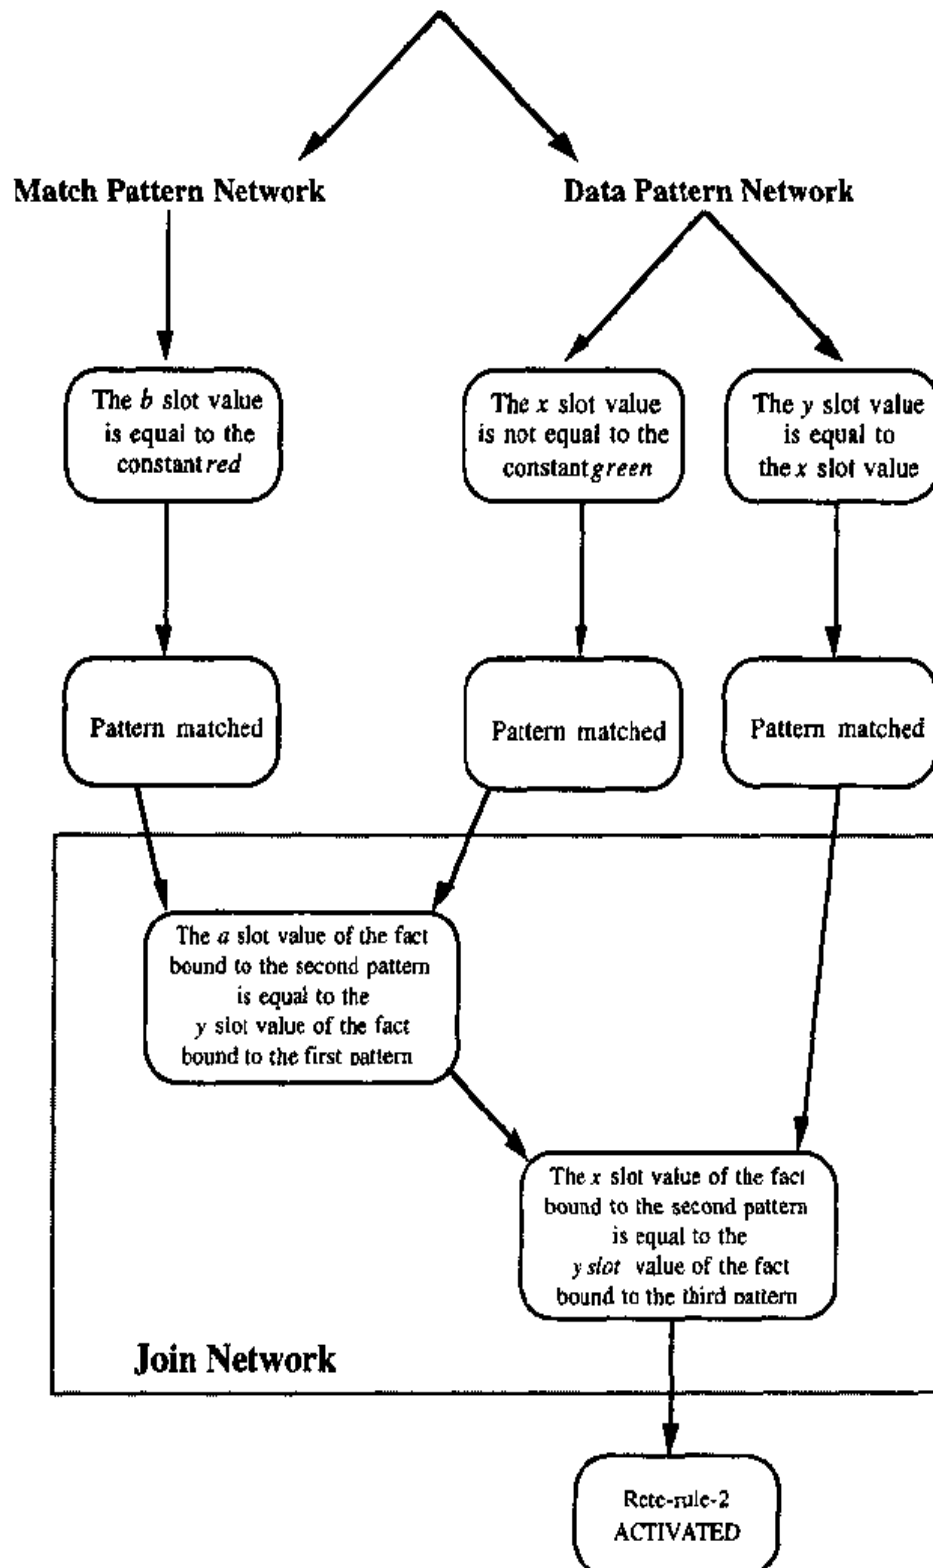 Match Pattern Network
Data Pattern Network
The b slot value
is equal to the
constant red
The x slot value
is not equal to the
constant green
The y slot value
is equal to
the x slot value
Pattern matched
Pattern matched
Pattern matched
The a slot value of the fact
bound to the second pattern
is equal to the
y slot value of the fact
bound to the first pattern
The x slot value of the fact
bound to the second pattern
is equal to the
y slot value of the fact
bound to the third pattern
Join Network
Rete-rule-2
ACTIVATED